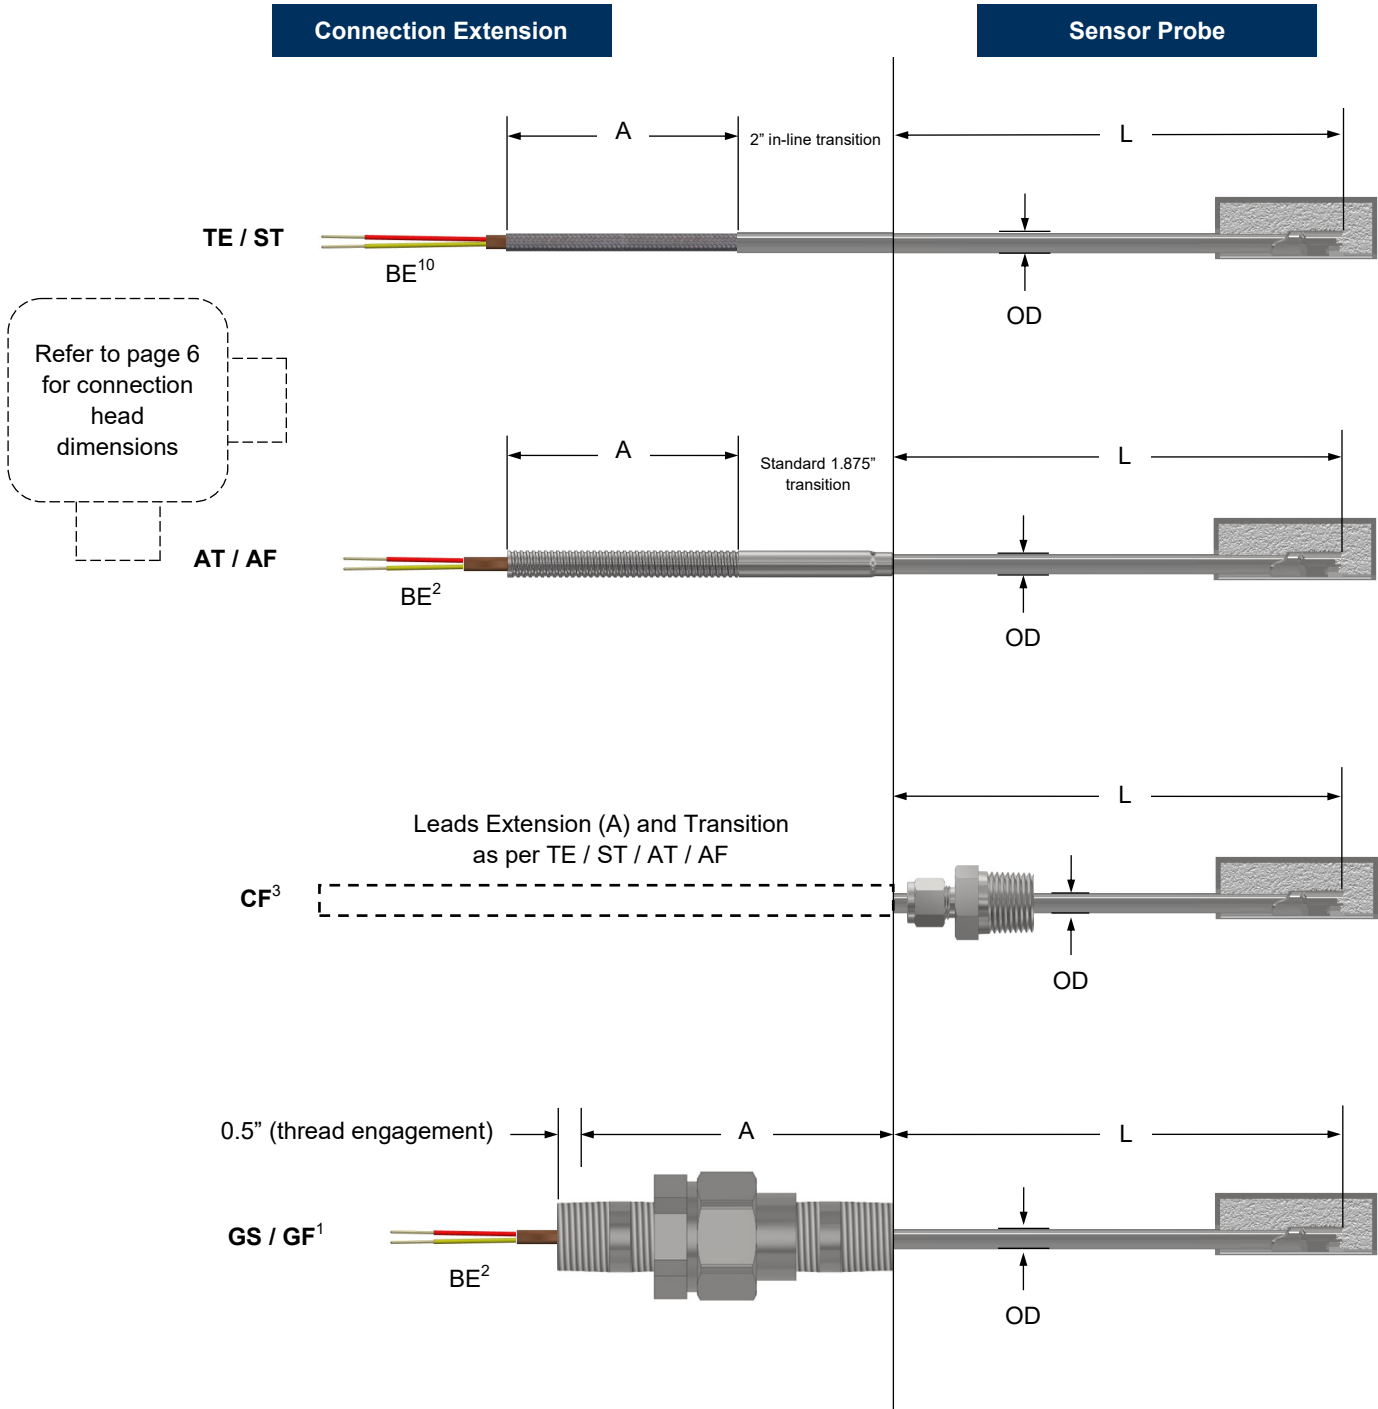 Connection Extension
Sensor Probe
A
2” in-line transition
L
TE / ST
BE10
OD
Refer to page 6
for connection
head
dimensions
A
Standard 1.875”
transition
L
AT / AF
BE2
OD
L
Leads Extension (A) and Transition
as per TE / ST / AT / AF
CF3
OD
0.5” (thread engagement)
A
L
GS / GF1
BE2
OD